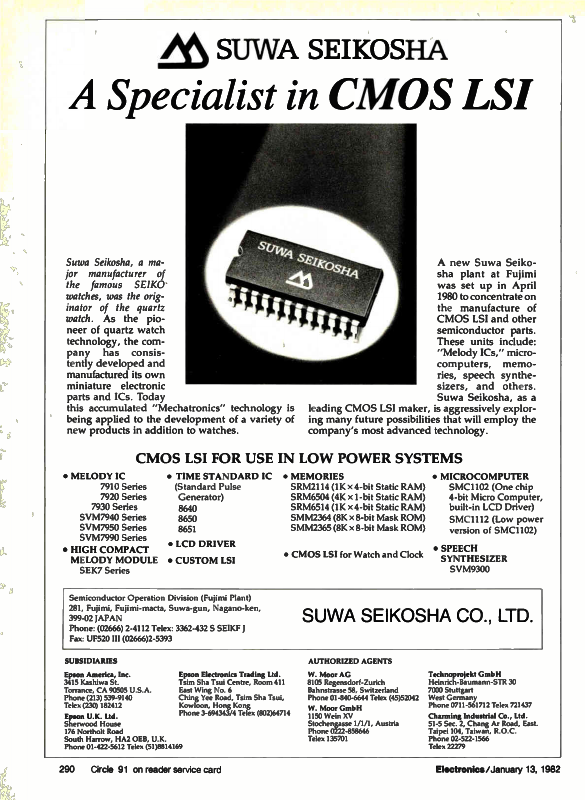 SUWA SEIKOSHA
A Specialist in CMOS LSI
SUWA SEIKOSHA
Suwa Seikosha, a ma-
jor manufacturer of
the famous SEIKO
watches, was the orig-
inator of the quartz
watch. As the pio-
neer of quartz watch
technology, the com-
pany has consis-
tently developed and
manufactured its own
miniature electronic
parts and ICs. Today
this accumulated "Mechatronics" technology is
being applied to the development of a variety of
new products in addition to watches.
A new Suwa Seiko-
sha plant at Fujimi
was set up in April
1980 to concentrate on
the manufacture of
CMOS LSI and other
semiconductor parts.
These units include:
"Melody ICs," micro-
computers, memo-
ries, speech synthe-
sizers, and others.
Suwa Seikosha, as a
leading CMOS LSI maker, is aggressively explor-
ing many future possibilities that will employ the
company's most advanced technology.
CMOS LSI FOR USE IN LOW POWER SYSTEMS
• MELODY IC
7910 Series
7920 Series
7930 Series
SVM7940 Series
SVM7950 Series
SVM7990 Series
• HIGH COMPACT
MELODY MODULE
SEK7 Series
• TIME STANDARD IC
(Standard Pulse
Generator)
8640
8650
8651
• LCD DRIVER
• CUSTOM LSI
• MEMORIES
SRM2114 (1K × 4-bit Static RAM)
SRM6504 (4K × 1-bit Static RAM)
SRM6514 (1K × 4-bit Static RAM)
SMM2364 (8K × 8-bit Mask ROM)
SMM2365 (8K × 8-bit Mask ROM)
• CMOS LSI for Watch and Clock
• MICROCOMPUTER
SMC1102 (One chip
4-bit Micro Computer,
built-in LCD Driver)
SMC1112 (Low power
version of SMC1102)
• SPEECH
SYNTHESIZER
SVM9300
Semiconductor Operation Division (Fujimi Plant)
281, Fujimi, Fujimi-macta, Suwa-gun, Nagano-ken,
399-02 JAPAN
Phone: (02666) 2-4112 Telex: 3362-432 S SEIKF J
Fax: UF520 III (02666)2-5393
SUWA SEIKOSHA CO., LTD.
SUBSIDIARIES
Epson America, Inc.
3415 Kashiwa St.
Torrance, CA 90505 U.S.A.
Phone (213) 539-9140
Telex (230) 182412
Epson U.K. Ltd.
Sherwood House
176 Northolt Road
South Harrow, HA2 OEB, U.K.
Phone 01-422-5612 Telex (51)8814169
Epson Electronics Trading Ltd.
Tsim Sha Tsui Centre, Room 411
East Wing No. 6
Ching Yee Road, Tsim Sha Tsui,
Kowloon, Hong Kong
Phone 3-694343/4 Telex (802)64714
AUTHORIZED AGENTS
W. Moor AG
8105 Regensdorf-Zurich
Bahnstrasse 58, Switzerland
Phone 01-840-6644 Telex (45)52042
W. Moor GmbH
1150 Wein XV
Stochengasse 1/1/1, Austria
Phone 0222-858646
Telex 135701
Technoprojekt GmbH
Heinrich-Baumann-STR 30
7000 Stuttgart
West Germany
Phone 0711-561712 Telex 721437
Charming Industrial Co., Ltd.
51-5 Sec. 2, Chang Ar Road, East.
Taipei 104, Taiwan, R.O.C.
Phone 02-522-1566
Telex 22279
290 Circle 91 on reader service card
Electronics/January 13, 1982